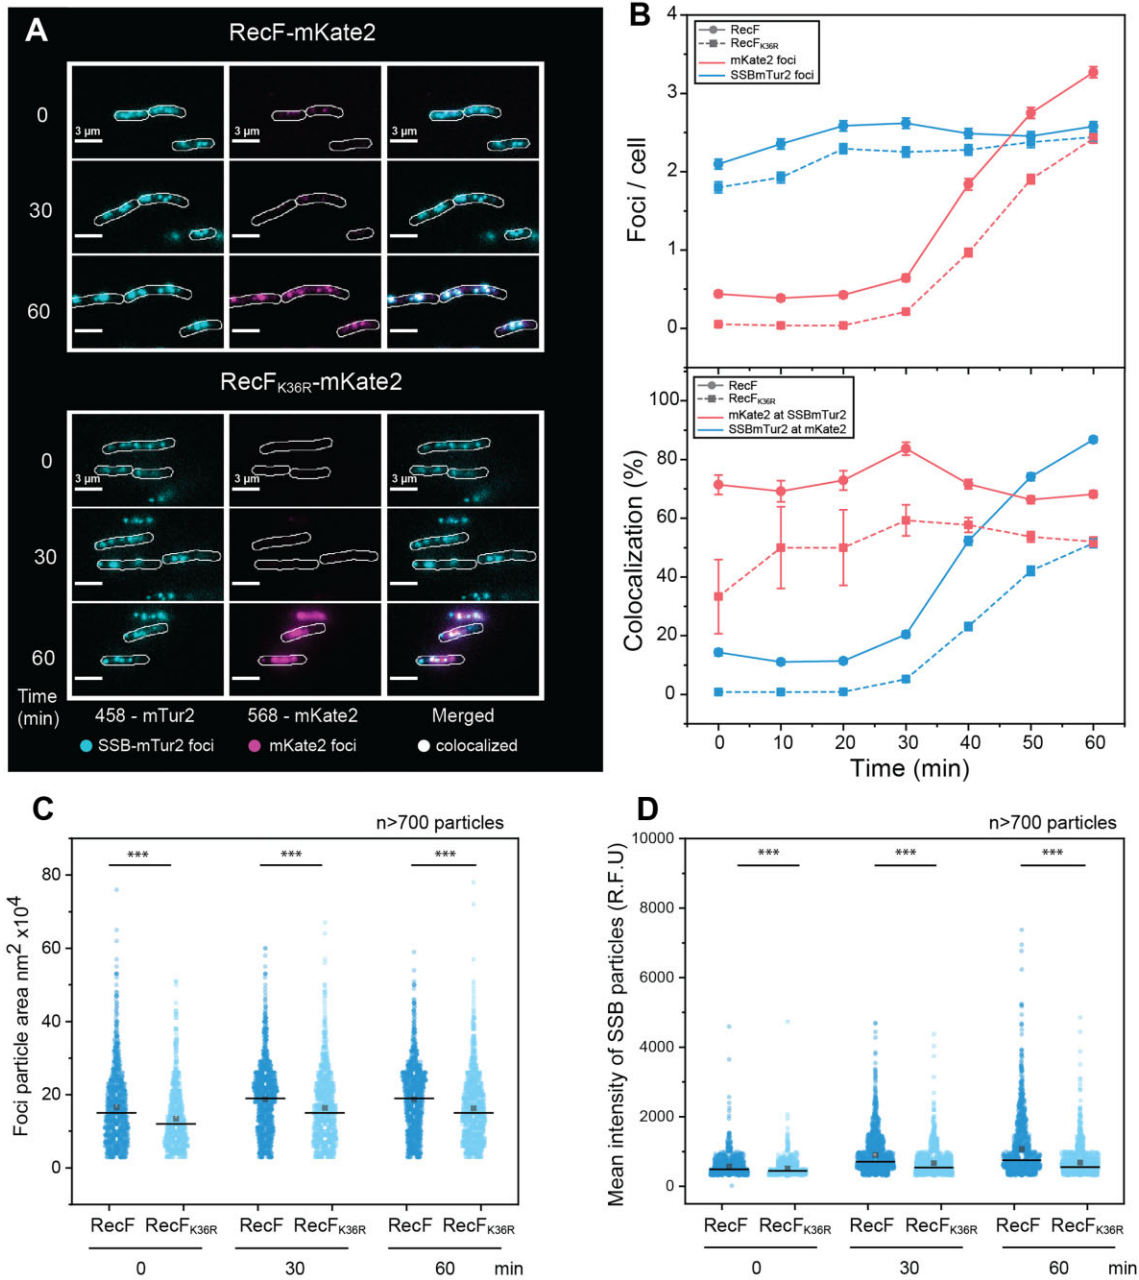 A
RecF-mKate2
0
3 µm
3 µm
3 µm
30
60
RecFK36R-mKate2
0
3 µm
3 µm
3 µm
30
60
Time
(min)
458 - mTur2
568 - mKate2
Merged
SSB-mTur2 foci
mKate2 foci
colocalized
B
RecF
RecFK36R
mKate2 foci
SSBmTur2 foci
4
3
2
1
0
Foci / cell
RecF
RecFK36R
mKate2 at SSBmTur2
SSBmTur2 at mKate2
100
80
60
40
20
0
Colocalization (%)
0 10 20 30 40 50 60
Time (min)
C
n>700 particles
*** *** ***
80
60
40
20
0
Foci particle area nm2 x104
RecF RecFK36R RecF RecFK36R RecF RecFK36R
0 30 60 min
D
n>700 particles
*** *** ***
10000
8000
6000
4000
2000
0
Mean intensity of SSB particles (R.F.U)
RecF RecFK36R RecF RecFK36R RecF RecFK36R
0 30 60 min